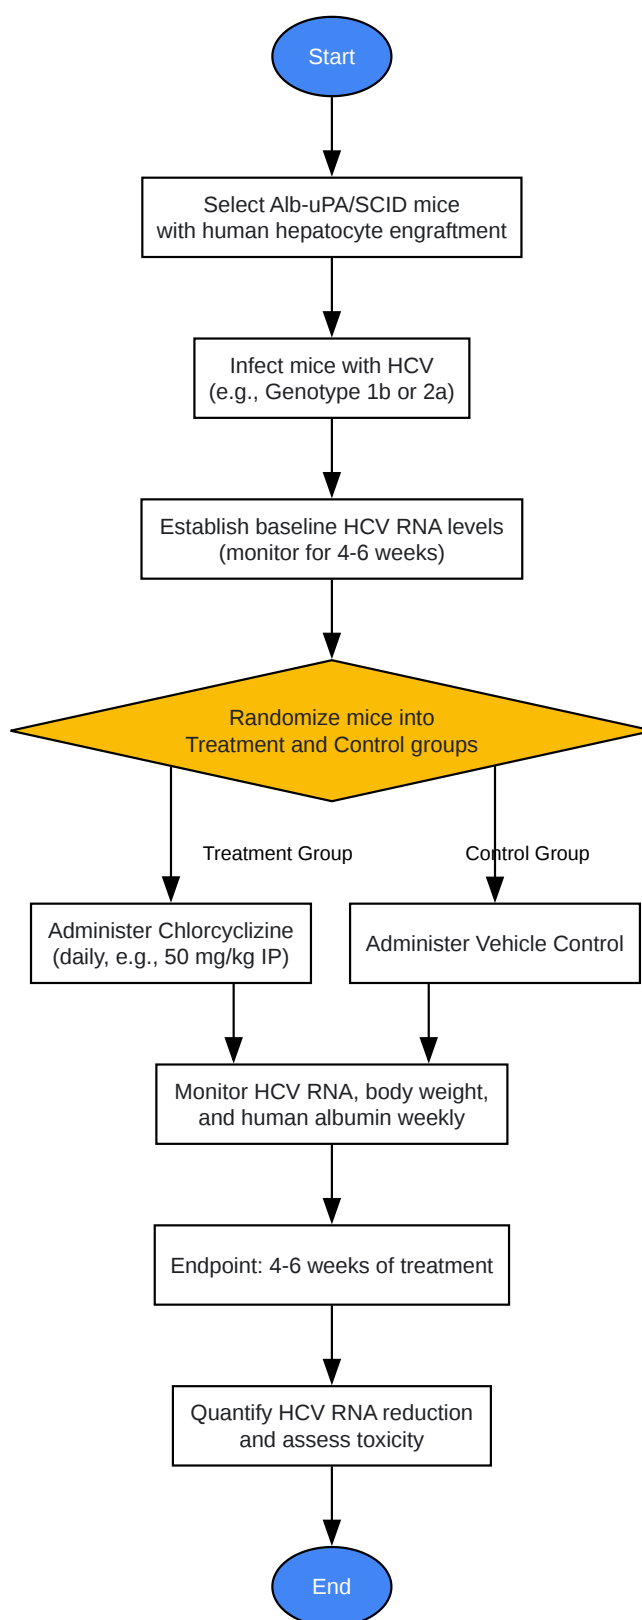 Start
Select Alb-uPA/SCID mice
with human hepatocyte engraftment
Infect mice with HCV
(e.g., Genotype 1b or 2a)
Establish baseline HCV RNA levels
(monitor for 4-6 weeks)
Randomize mice into
Treatment and Control groups
Treatment Group
Control Group
Administer Chlorcyclizine
(daily, e.g., 50 mg/kg IP)
Administer Vehicle Control
Monitor HCV RNA, body weight,
and human albumin weekly
Endpoint: 4-6 weeks of treatment
Quantify HCV RNA reduction
and assess toxicity
End